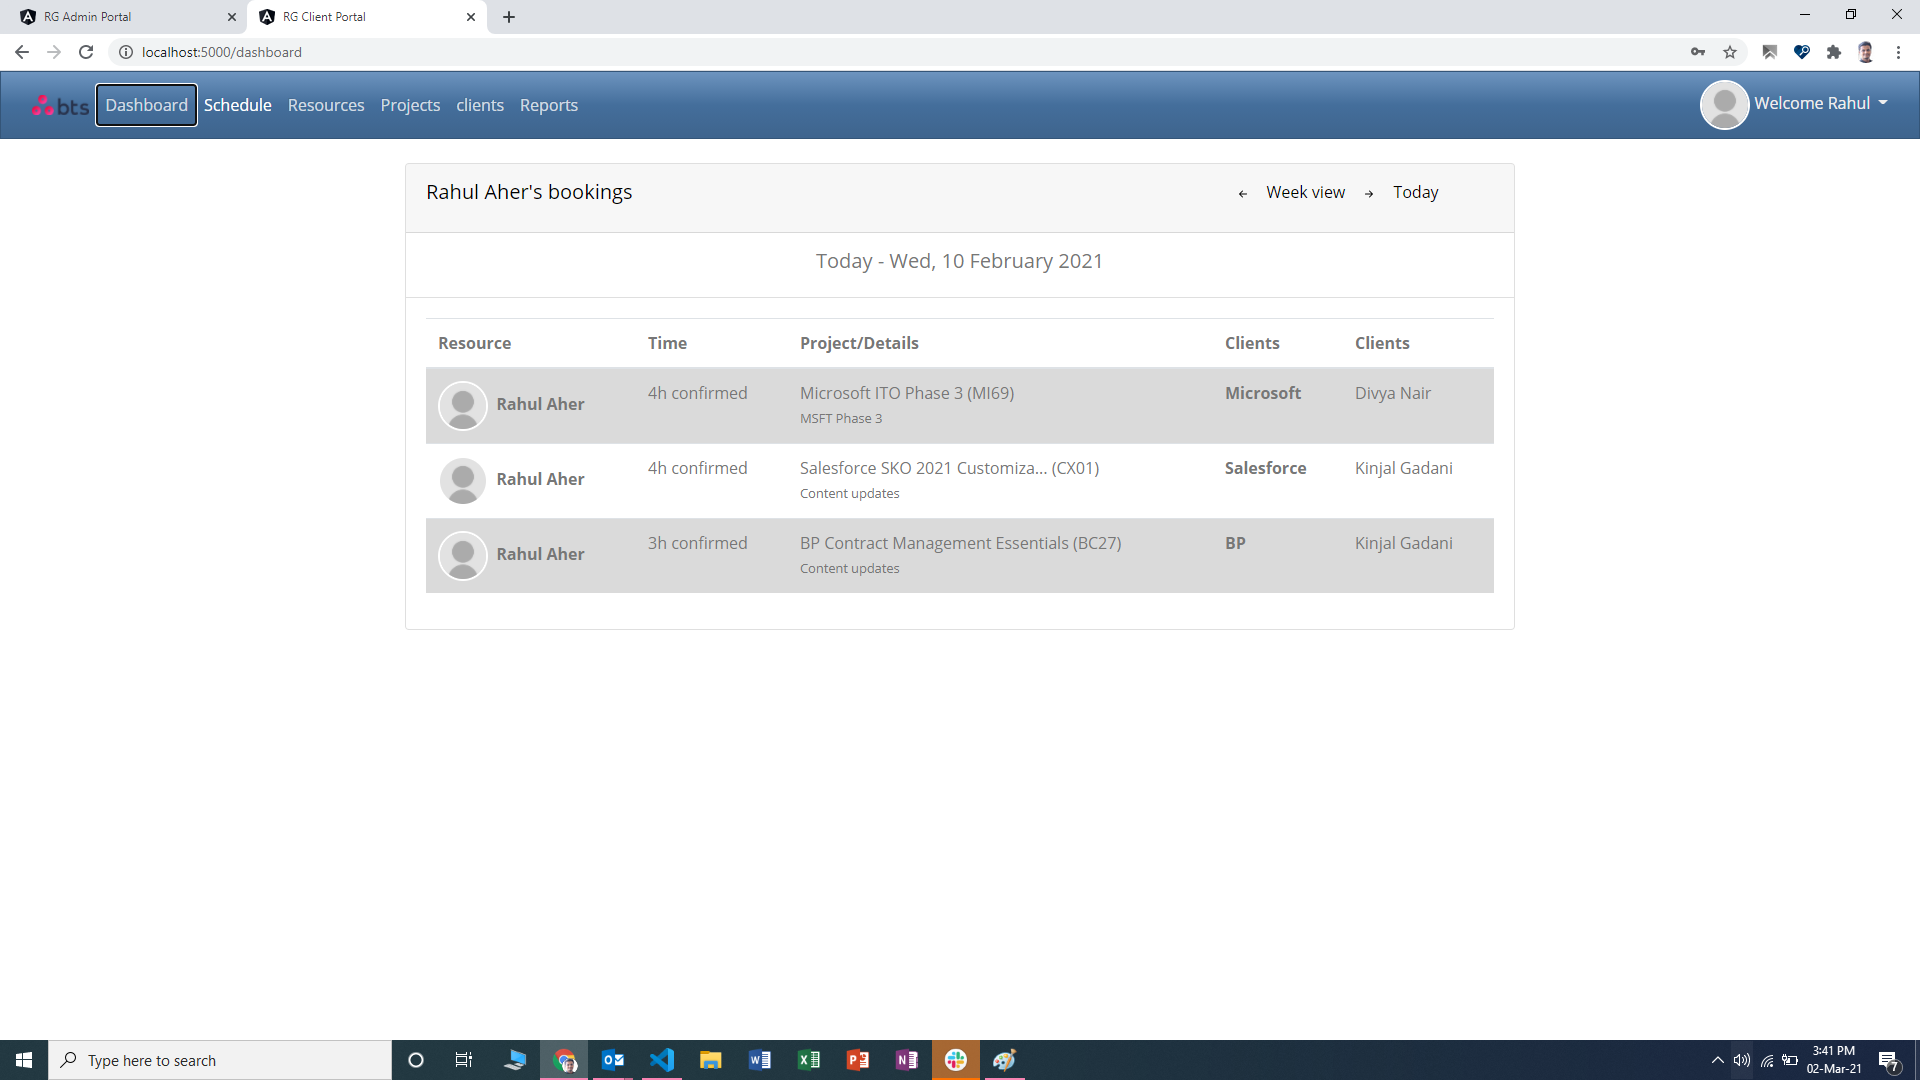 RG Admin Portal
RG Client Portal
localhost:5000/dashboard
bts
Dashboard Schedule Resources Projects clients Reports
Welcome Rahul
Rahul Aher's bookings
← Week view → Today
Today - Wed, 10 February 2021
Resource Time Project/Details Clients Clients
Rahul Aher 4h confirmed Microsoft ITO Phase 3 (MI69) Microsoft Divya Nair
MSFT Phase 3
Rahul Aher 4h confirmed Salesforce SKO 2021 Customiza... (CX01) Salesforce Kinjal Gadani
Content updates
Rahul Aher 3h confirmed BP Contract Management Essentials (BC27) BP Kinjal Gadani
Content updates
Type here to search
3:41 PM
02-Mar-21
7